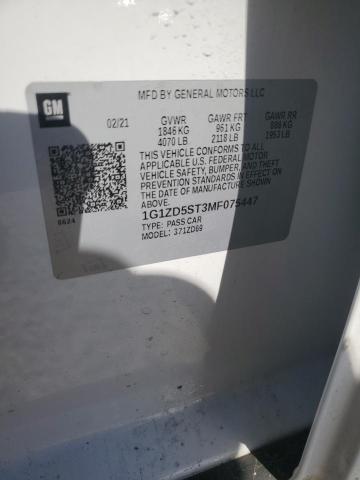 GM
MFD BY GENERAL MOTORS LLC
02/21 GVWR GAWR FRT GAWR RR
1846 KG 961 KG 886 KG
4070 LB 2118 LB 1953 LB
THIS VEHICLE CONFORMS TO ALL
APPLICABLE U.S. FEDERAL MOTOR
VEHICLE SAFETY, BUMPER, AND THEFT
PREVENTION STANDARDS IN EFFECT ON
THE DATE OF MANUFACTURE SHOWN
ABOVE.
1G1ZD5ST3MF075447
TYPE: PASS CAR
MODEL: 371ZD69
6624